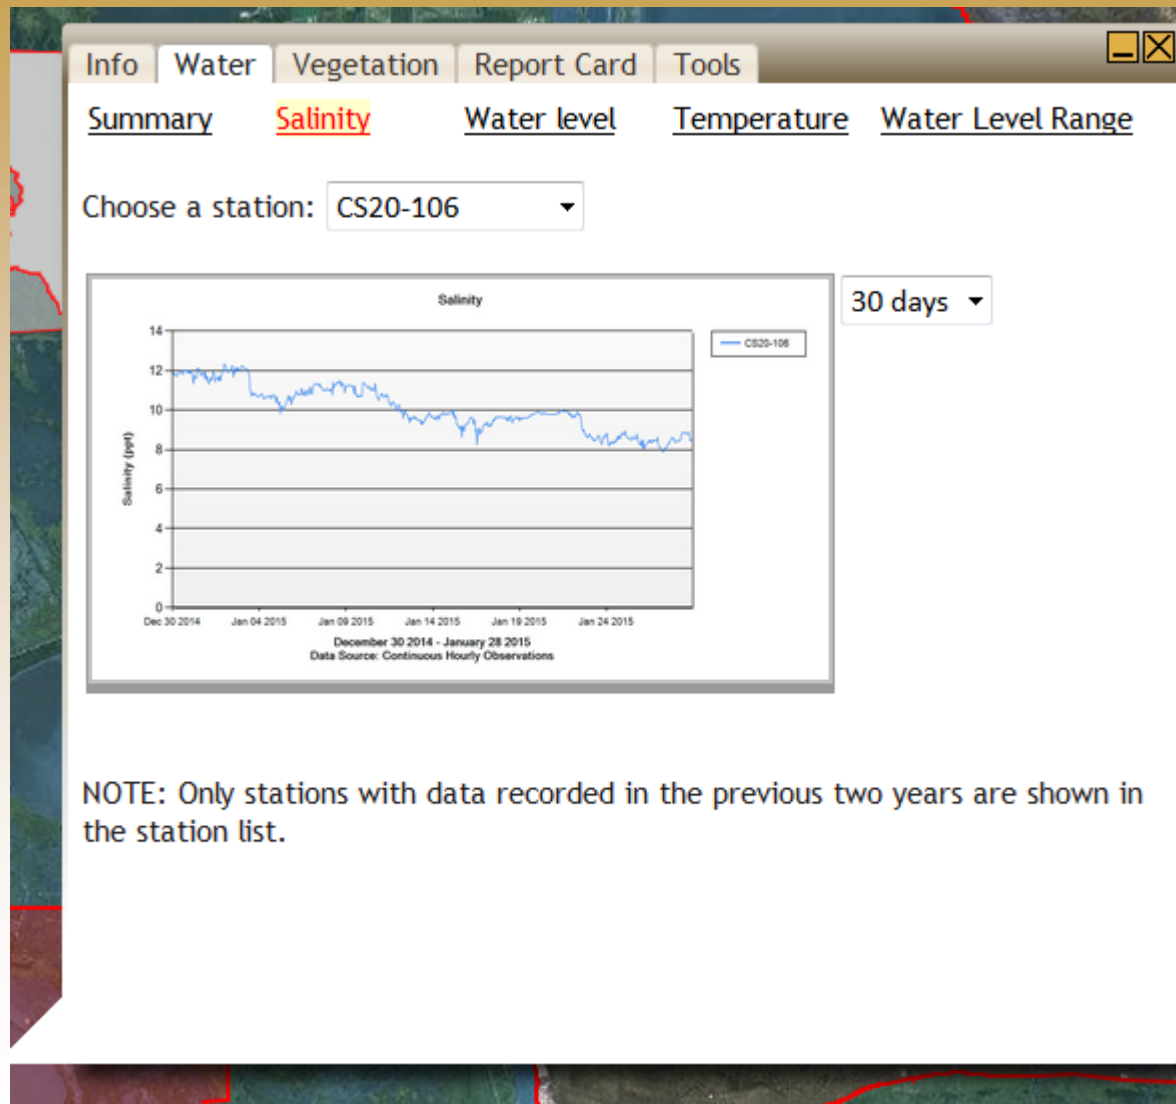 Info Water Vegetation Report Card Tools
Summary Salinity Water level Temperature Water Level Range
Choose a station: CS20-106
30 days
Salinity
CS20-106
14
12
10
8
6
4
2
0
Salinity (ppt)
Dec 30 2014 Jan 04 2015 Jan 09 2015 Jan 14 2015 Jan 19 2015 Jan 24 2015
December 30 2014 - January 28 2015
Data Source: Continuous Hourly Observations
NOTE: Only stations with data recorded in the previous two years are shown in
the station list.